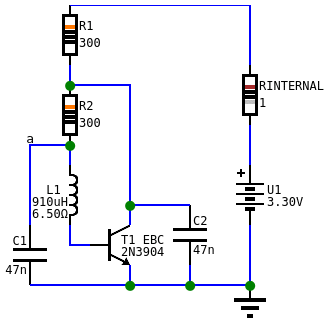 R1
300
RINTERNAL
1
R2
300
a
L1
910uH
6.50Ω
U1
3.30V
C1
47n
T1 EBC
2N3904
C2
47n